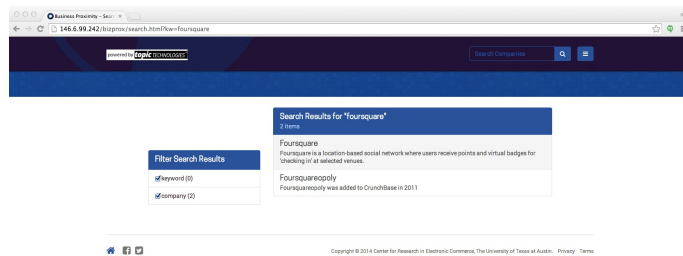 Business Proximity - Sear
146.6.99.242/bizprox/search.html?kw=foursquare
powered by topic TECHNOLOGIES
Search Companies
Search Results for "foursquare"
2 items
Foursquare
Foursquare is a location-based social network where users receive points and virtual badges for
'checking in' at selected venues.
Foursquareopoly
Foursquareopoly was added to CrunchBase in 2011
Filter Search Results
keyword (0)
company (2)
Copyright © 2014 Center for Research in Electronic Commerce, The University of Texas at Austin. Privacy Terms